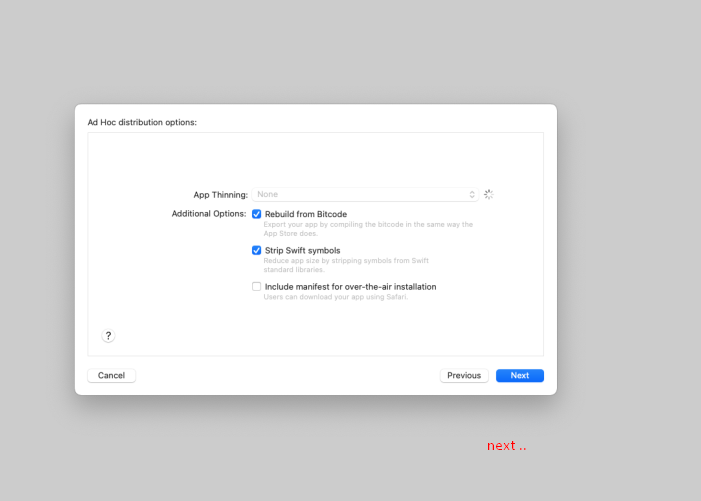 Ad Hoc distribution options:
App Thinning: None
Additional Options: Rebuild from Bitcode
Export your app by compiling the bitcode in the same way the
App Store does.
Strip Swift symbols
Reduce app size by stripping symbols from Swift
standard libraries.
Include manifest for over-the-air installation
Users can download your app using Safari.
?
Cancel Previous Next
next ..